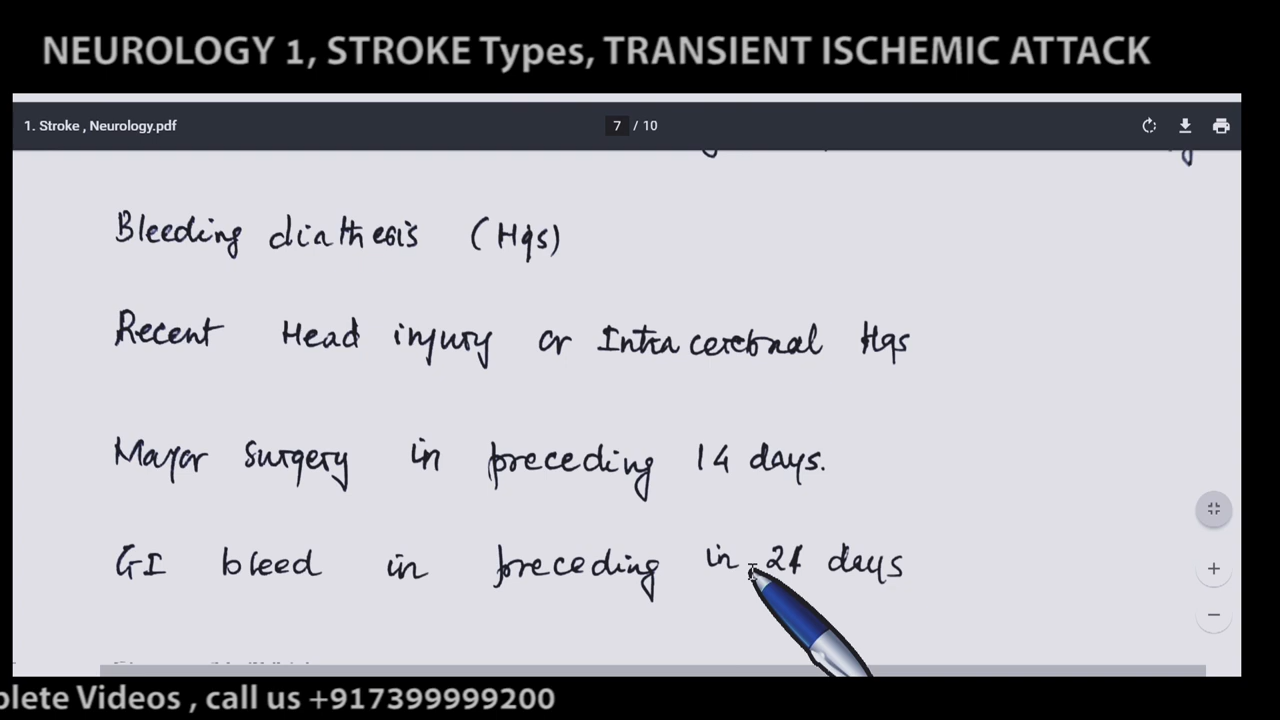 NEUROLOGY 1, STROKE Types, TRANSIENT ISCHEMIC ATTACK
1. Stroke , Neurology.pdf
7 / 10
Bleeding diathesis (Hgs)
Recent Head injury or Intracerebral Hgs
Major surgery in preceding 14 days.
GI bleed in preceding in 21 days
plete Videos , call us +917399999200